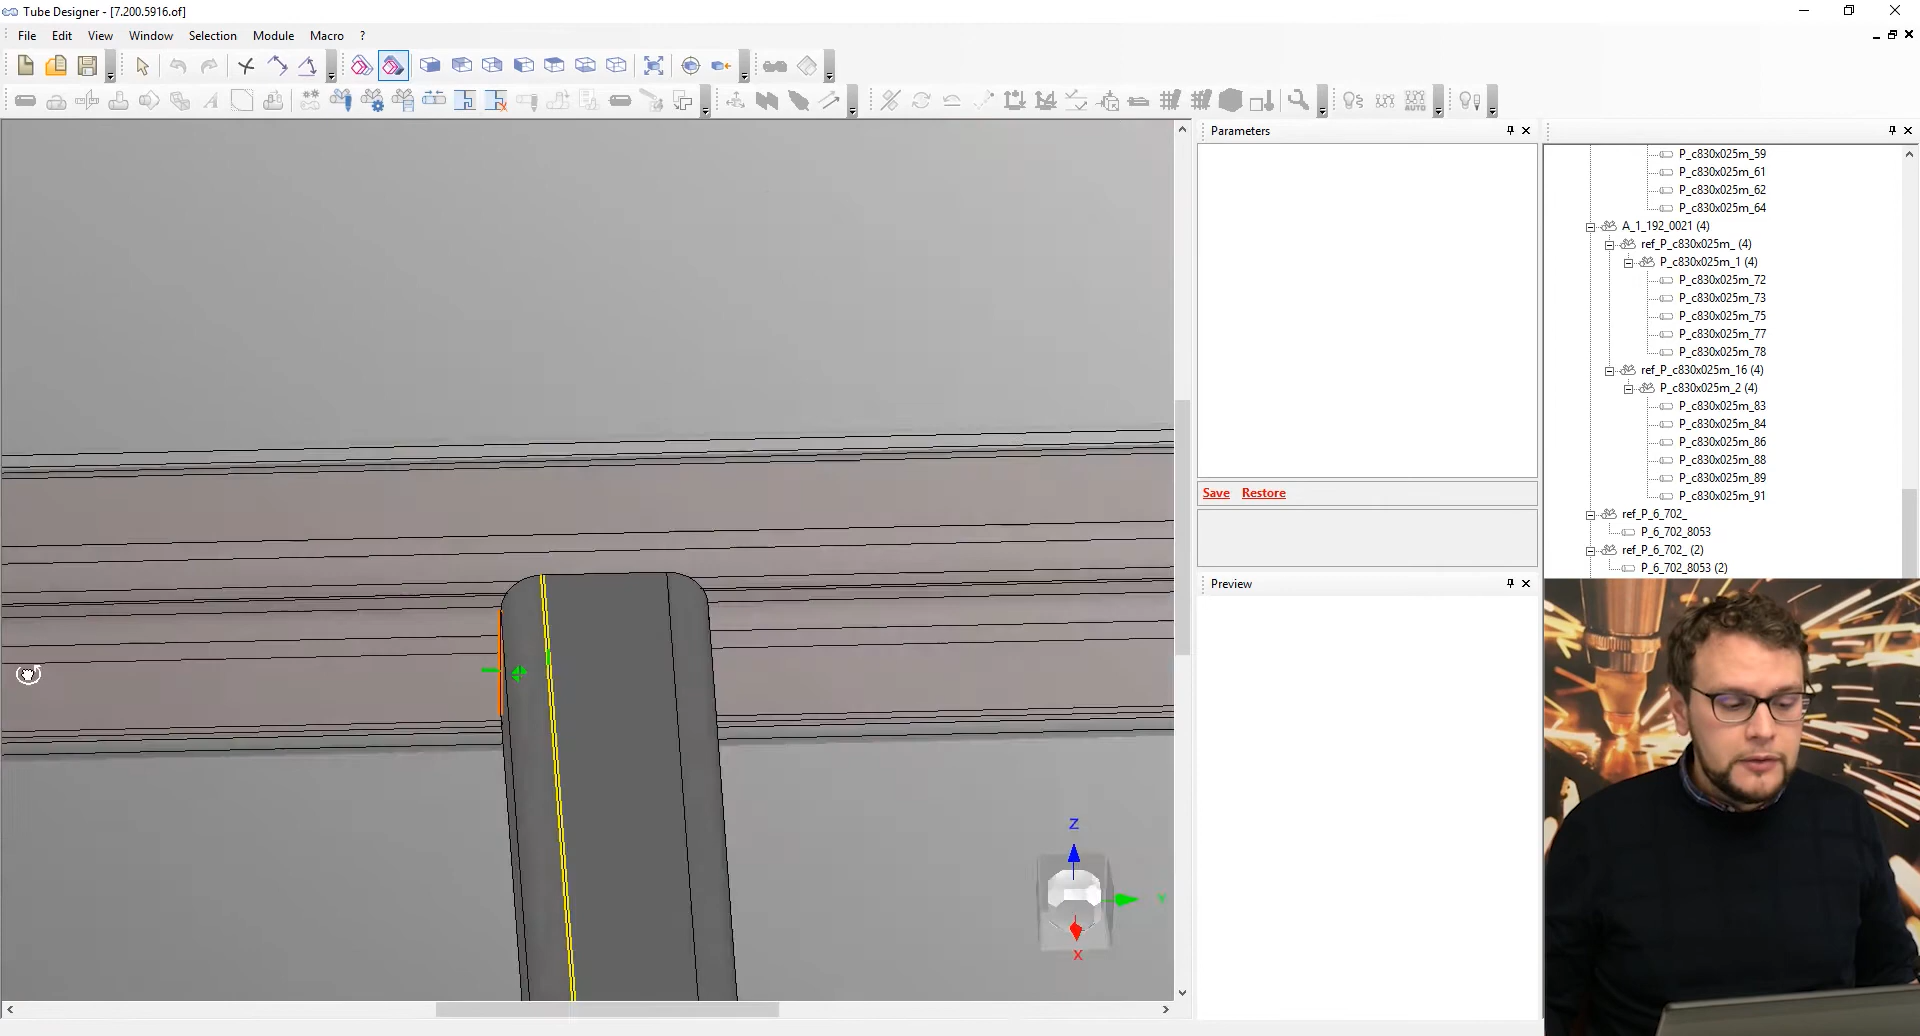 Tube Designer - [7.200.5916.of]
File Edit View Window Selection Module Macro ?
AUTO
Parameters
Save Restore
Preview
P_c830x025m_59
P_c830x025m_61
P_c830x025m_62
P_c830x025m_64
A_1_192_0021 (4)
ref_P_c830x025m_ (4)
P_c830x025m_1 (4)
P_c830x025m_72
P_c830x025m_73
P_c830x025m_75
P_c830x025m_77
P_c830x025m_78
ref_P_c830x025m_16 (4)
P_c830x025m_2 (4)
P_c830x025m_83
P_c830x025m_84
P_c830x025m_86
P_c830x025m_88
P_c830x025m_89
P_c830x025m_91
ref_P_6_702_
P_6_702_8053
ref_P_6_702_ (2)
P_6_702_8053 (2)
Z
Y
X